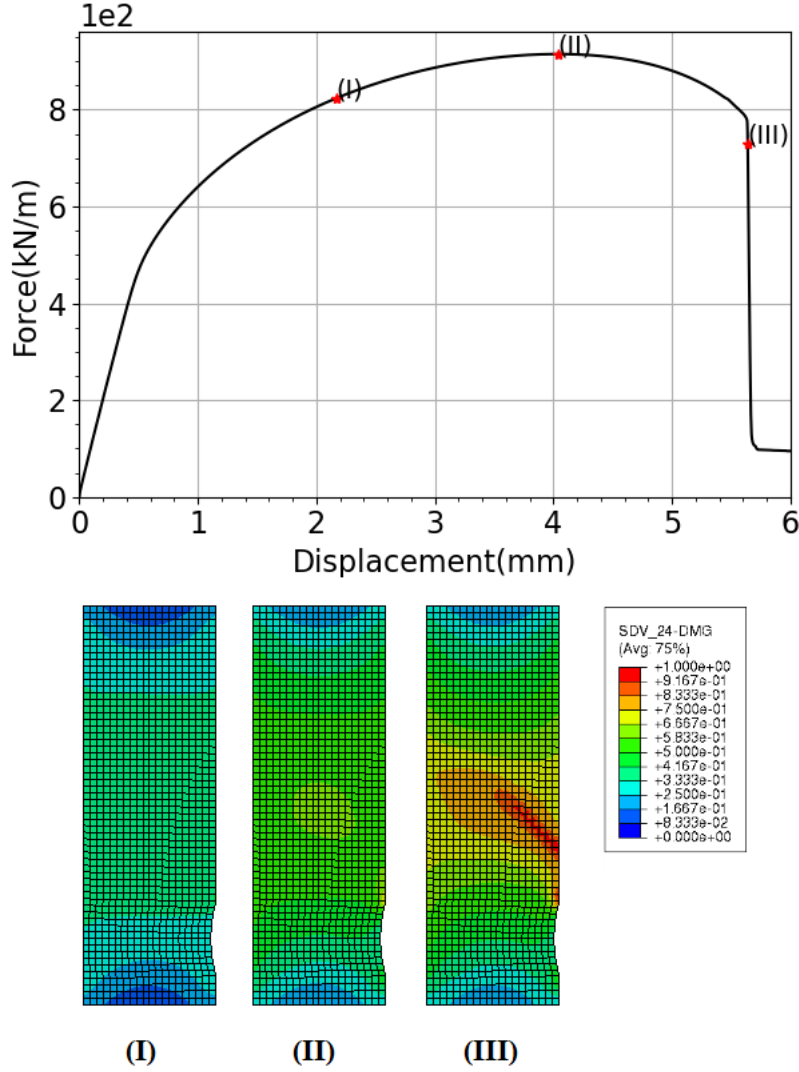 1e2
(I)
(II)
(III)
8
6
4
2
0
Force(kN/m)
0 1 2 3 4 5 6
Displacement(mm)
SDV_24-DMG
(Avg: 75%)
+1.000e+00
+9.167e-01
+8.333e-01
+7.500e-01
+6.667e-01
+5.833e-01
+5.000e-01
+4.167e-01
+3.333e-01
+2.500e-01
+1.667e-01
+8.333e-02
+0.000e+00
(I) (II) (III)